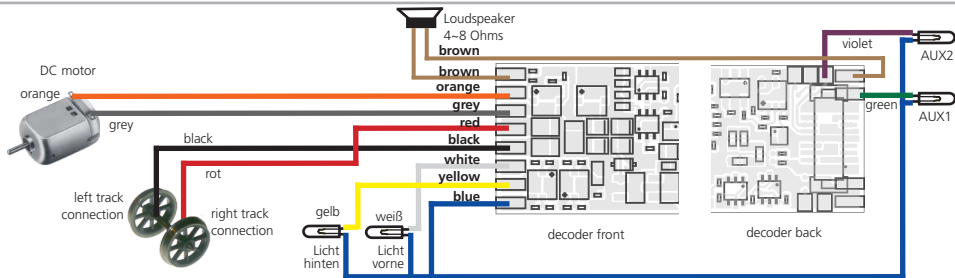 Loudspeaker
4~8 Ohms
brown
brown
orange
grey
red
black
white
yellow
blue
DC motor
orange
grey
black
rot
left track
connection
right track
connection
gelb
weiß
Licht
hinten
Licht
vorne
decoder front
decoder back
violet
green
AUX2
AUX1